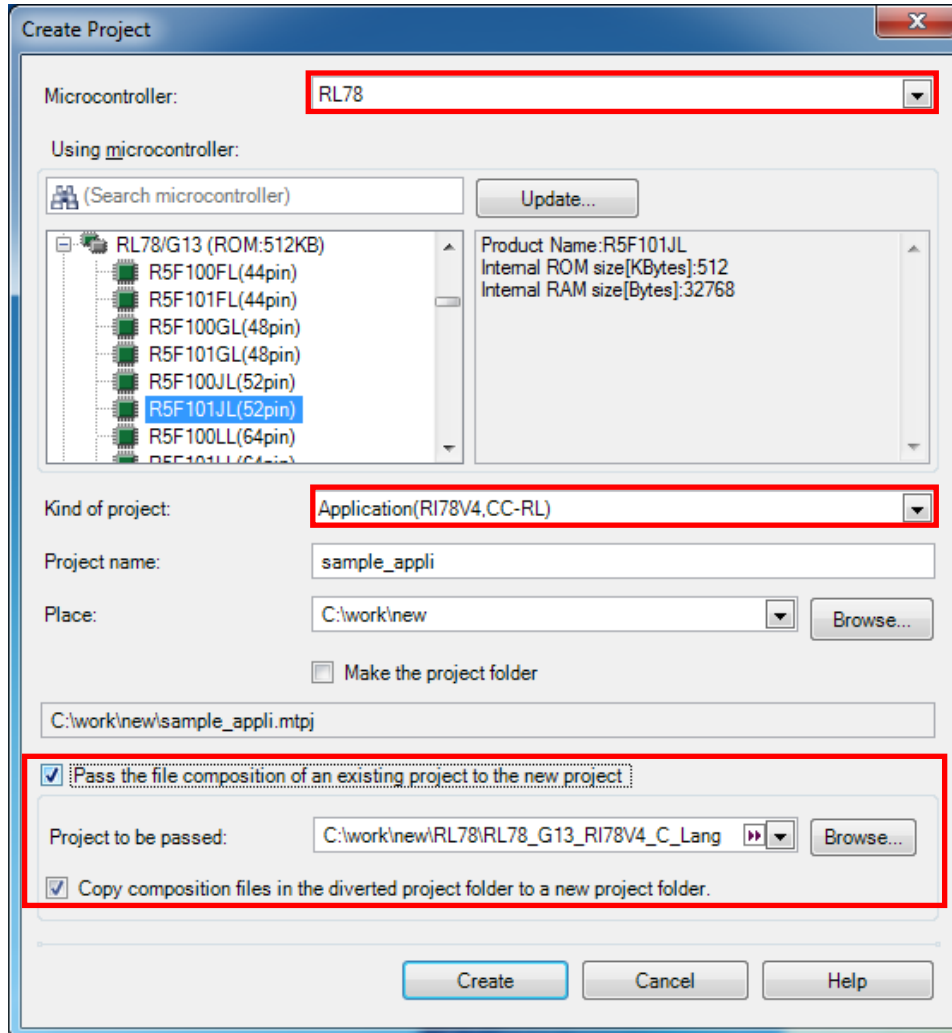 Create Project
Microcontroller:
RL78
Using microcontroller:
(Search microcontroller)
Update...
RL78/G13 (ROM:512KB)
R5F100FL(44pin)
R5F101FL(44pin)
R5F100GL(48pin)
R5F101GL(48pin)
R5F100JL(52pin)
R5F101JL(52pin)
R5F100LL(64pin)
R5F101LL(64pin)
Product Name:R5F101JL
Internal ROM size[KBytes]:512
Internal RAM size[Bytes]:32768
Kind of project:
Application(RI78V4,CC-RL)
Project name:
sample_appli
Place:
C:\work\new
Browse...
Make the project folder
C:\work\new\sample_appli.mtpj
Pass the file composition of an existing project to the new project
Project to be passed:
C:\work\new\RL78\RL78_G13_RI78V4_C_Lang
Browse...
Copy composition files in the diverted project folder to a new project folder.
Create
Cancel
Help